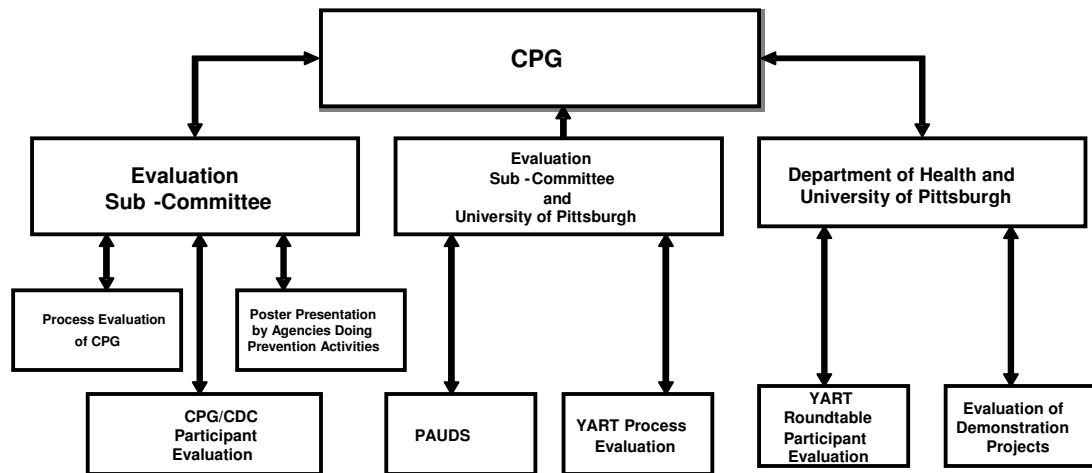 CPG
Evaluation
Sub -Committee
Evaluation
Sub -Committee
and
University of Pittsburgh
Department of Health and
University of Pittsburgh
Process Evaluation
of CPG
Poster Presentation
by Agencies Doing
Prevention Activities
CPG/CDC
Participant
Evaluation
PAUDS
YART Process
Evaluation
YART
Roundtable
Participant
Evaluation
Evaluation of
Demonstration
Projects